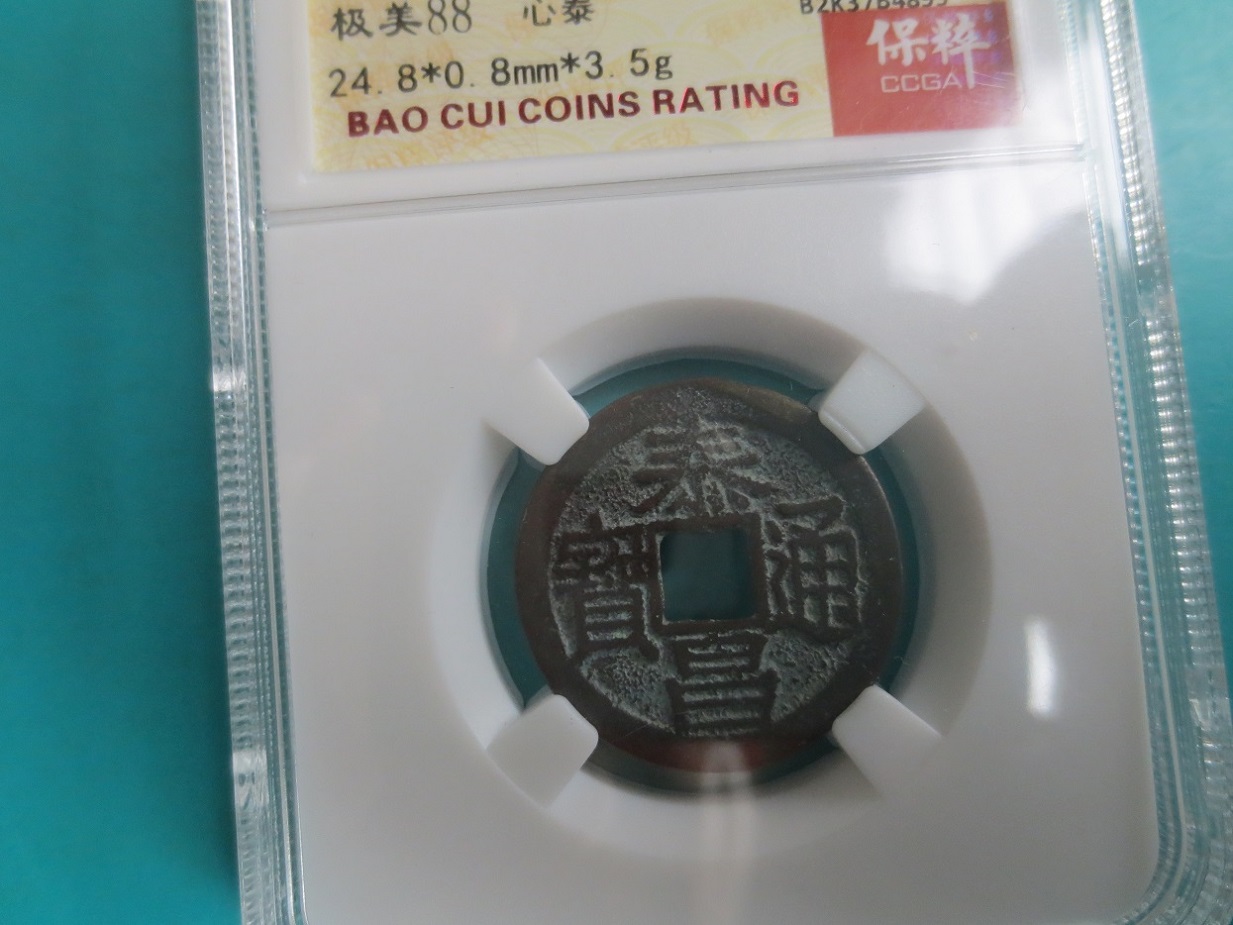 极美88 心泰
24.8*0.8mm*3.5g
BAO CUI COINS RATING
保粹
CCGA
泰
寶 通
昌